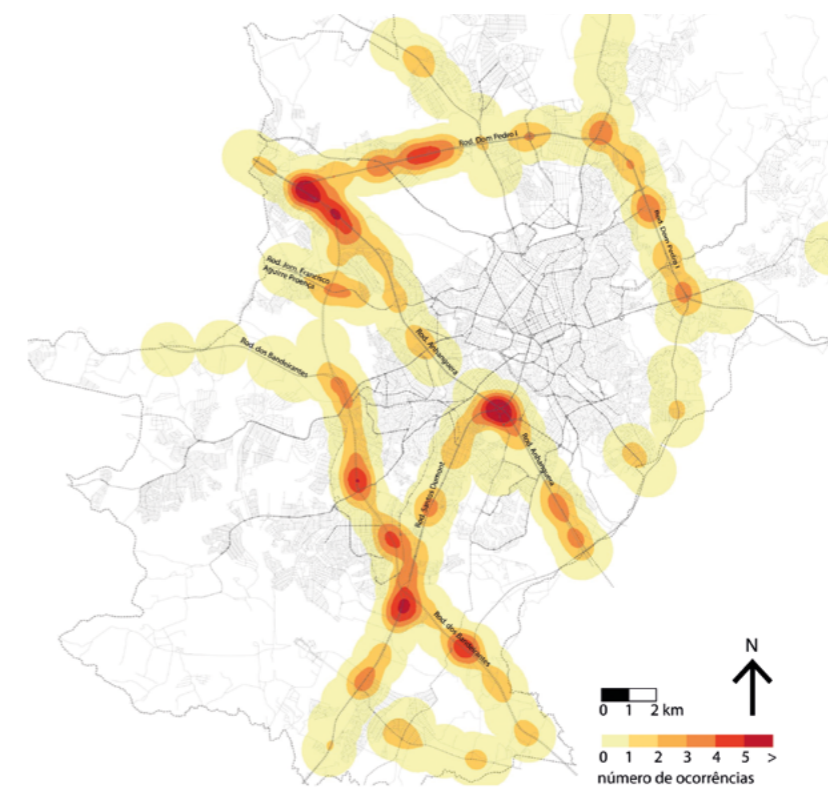 Rod. Dom Pedro I
Rod. Dom Pedro I
Rod. Jorn. Francisco
Aguirre Proença
Rod. dos Bandeirantes
Rod. Anhanguera
Rod. Anhanguera
Rod. Santos Dumont
Rod. dos Bandeirantes
N
0 1 2 km
0 1 2 3 4 5 >
número de ocorrências